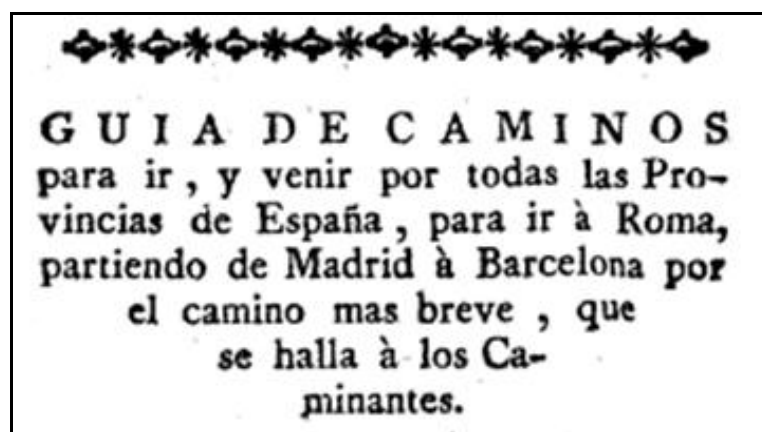 GUIA DE CAMINOS
para ir, y venir por todas las Pro-
vincias de España, para ir à Roma,
partiendo de Madrid à Barcelona por
el camino mas breve, que
se halla à los Ca-
minantes.